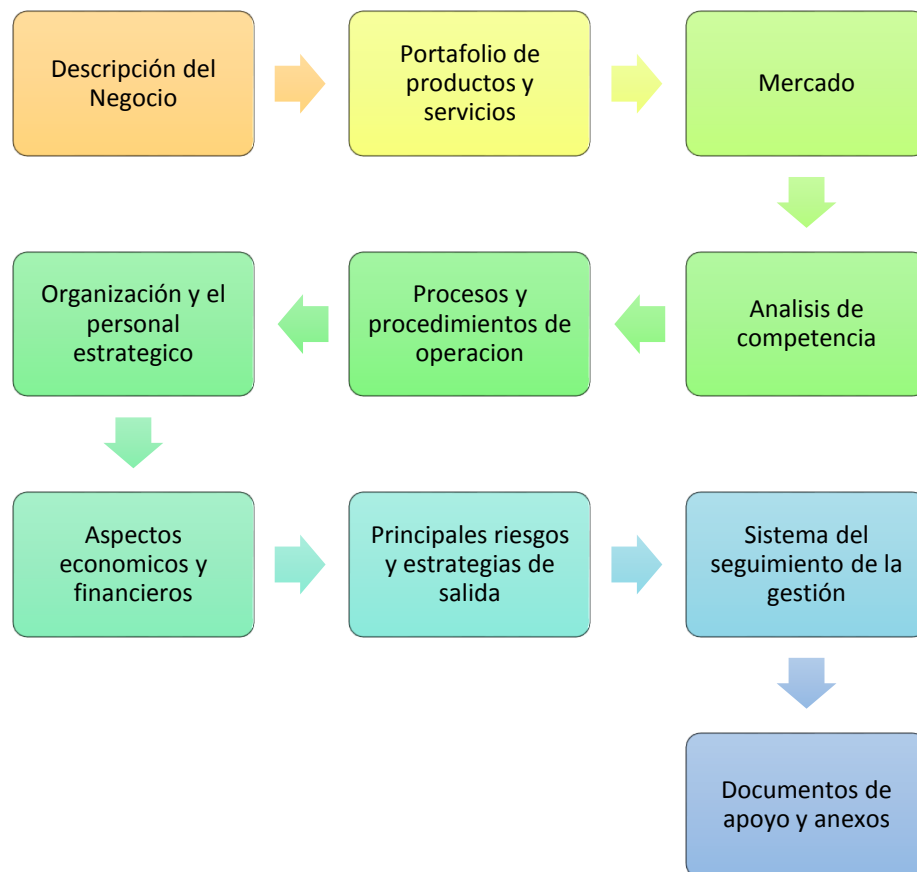 Descripción del
Negocio
Portafolio de
productos y
servicios
Mercado
Analisis de
competencia
Procesos y
procedimientos de
operacion
Organización y el
personal
estrategico
Aspectos
economicos y
financieros
Principales riesgos
y estrategias de
salida
Sistema del
seguimiento de la
gestión
Documentos de
apoyo y anexos